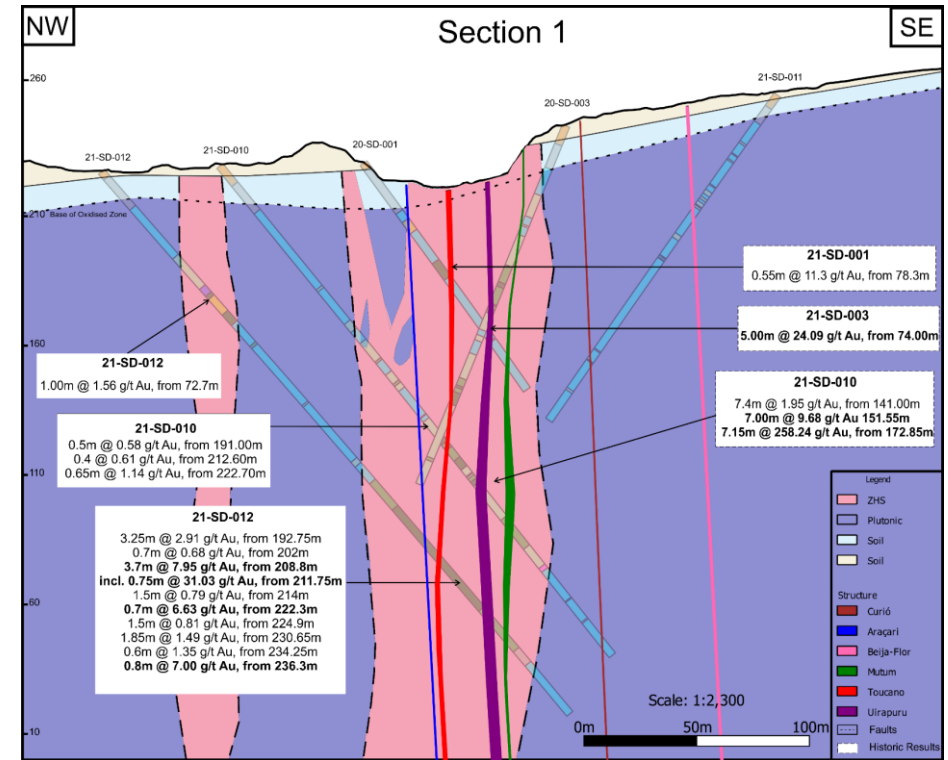 NW
Section 1
SE
260
21-SD-011
20-SD-003
20-SD-001
21-SD-010
21-SD-012
210
Base of Oxidised Zone
21-SD-001
0.55m @ 11.3 g/t Au, from 78.3m
21-SD-003
5.00m @ 24.09 g/t Au, from 74.00m
160
21-SD-012
1.00m @ 1.56 g/t Au, from 72.7m
21-SD-010
7.4m @ 1.95 g/t Au, from 141.00m
7.00m @ 9.68 g/t Au 151.55m
7.15m @ 258.24 g/t Au, from 172.85m
21-SD-010
0.5m @ 0.58 g/t Au, from 191.00m
0.4 @ 0.61 g/t Au, from 212.60m
0.65m @ 1.14 g/t Au, from 222.70m
110
21-SD-012
3.25m @ 2.91 g/t Au, from 192.75m
0.7m @ 0.68 g/t Au, from 202m
3.7m @ 7.95 g/t Au, from 208.8m
incl. 0.75m @ 31.03 g/t Au, from 211.75m
1.5m @ 0.79 g/t Au, from 214m
0.7m @ 6.63 g/t Au, from 222.3m
1.5m @ 0.81 g/t Au, from 224.9m
1.85m @ 1.49 g/t Au, from 230.65m
0.6m @ 1.35 g/t Au, from 234.25m
0.8m @ 7.00 g/t Au, from 236.3m
60
10
Legend
ZHS
Plutonic
Soil
Soil
Structure
Curió
Araçari
Beija-Flor
Mutum
Toucano
Uirapuru
Faults
Historic Results
Scale: 1:2,300
0m 50m 100m